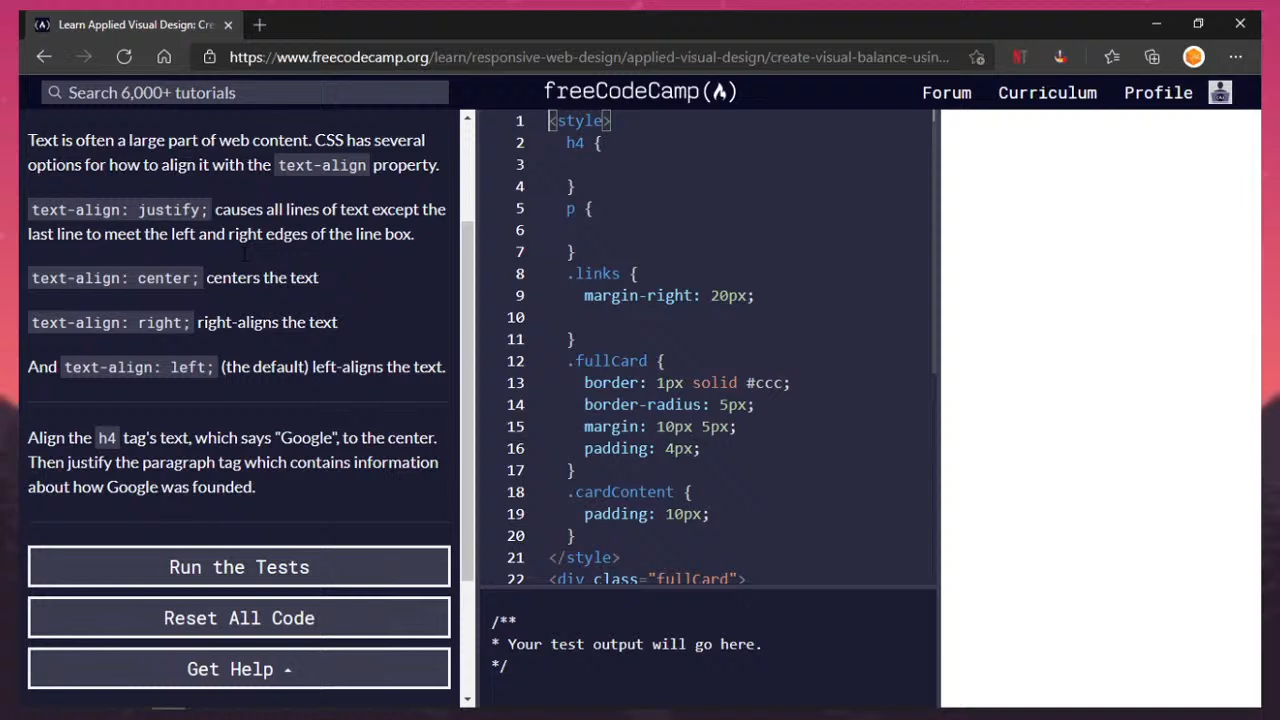 Learn Applied Visual Design: Cre
https://www.freecodecamp.org/learn/responsive-web-design/applied-visual-design/create-visual-balance-usin...
Search 6,000+ tutorials
freeCodeCamp
Forum
Curriculum
Profile
Text is often a large part of web content. CSS has several
options for how to align it with the text-align property.
text-align: justify; causes all lines of text except the
last line to meet the left and right edges of the line box.
text-align: center; centers the text
text-align: right; right-aligns the text
And text-align: left; (the default) left-aligns the text.
Align the h4 tag's text, which says "Google", to the center.
Then justify the paragraph tag which contains information
about how Google was founded.
Run the Tests
Reset All Code
Get Help
1 <style>
2 h4 {
3
4 }
5 p {
6
7 }
8 .links {
9 margin-right: 20px;
10
11 }
12 .fullCard {
13 border: 1px solid #ccc;
14 border-radius: 5px;
15 margin: 10px 5px;
16 padding: 4px;
17 }
18 .cardContent {
19 padding: 10px;
20 }
21 </style>
22 <div class="fullCard">
/**
* Your test output will go here.
*/